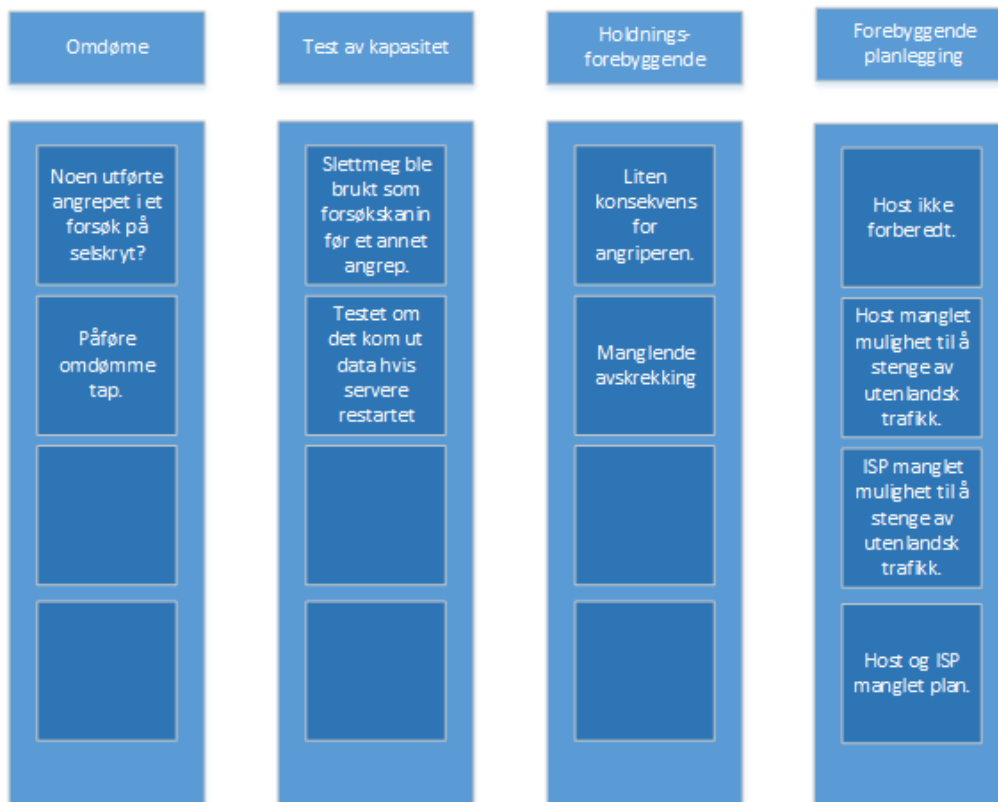 Omdøme
Test av kapasitet
Holdnings-
forebyggende
Forebyggende
planlegging
Noen utførte
angrepet i et
forsøk på
selskryt?
Påføre
omdømme
tap.
Slettmeg ble
brukt som
forsøkskanin
før et annet
angrep.
Testet om
det kom ut
data hvis
servere
restartet
Liten
konsekvens
for
angriperen.
Manglende
avskrekking
Host ikke
forberedt.
Host manglet
mulighet til å
stenge av
utenlandsk
trafikk.
ISP manglet
mulighet til å
stenge av
utenlandsk
trafikk.
Host og ISP
manglet plan.